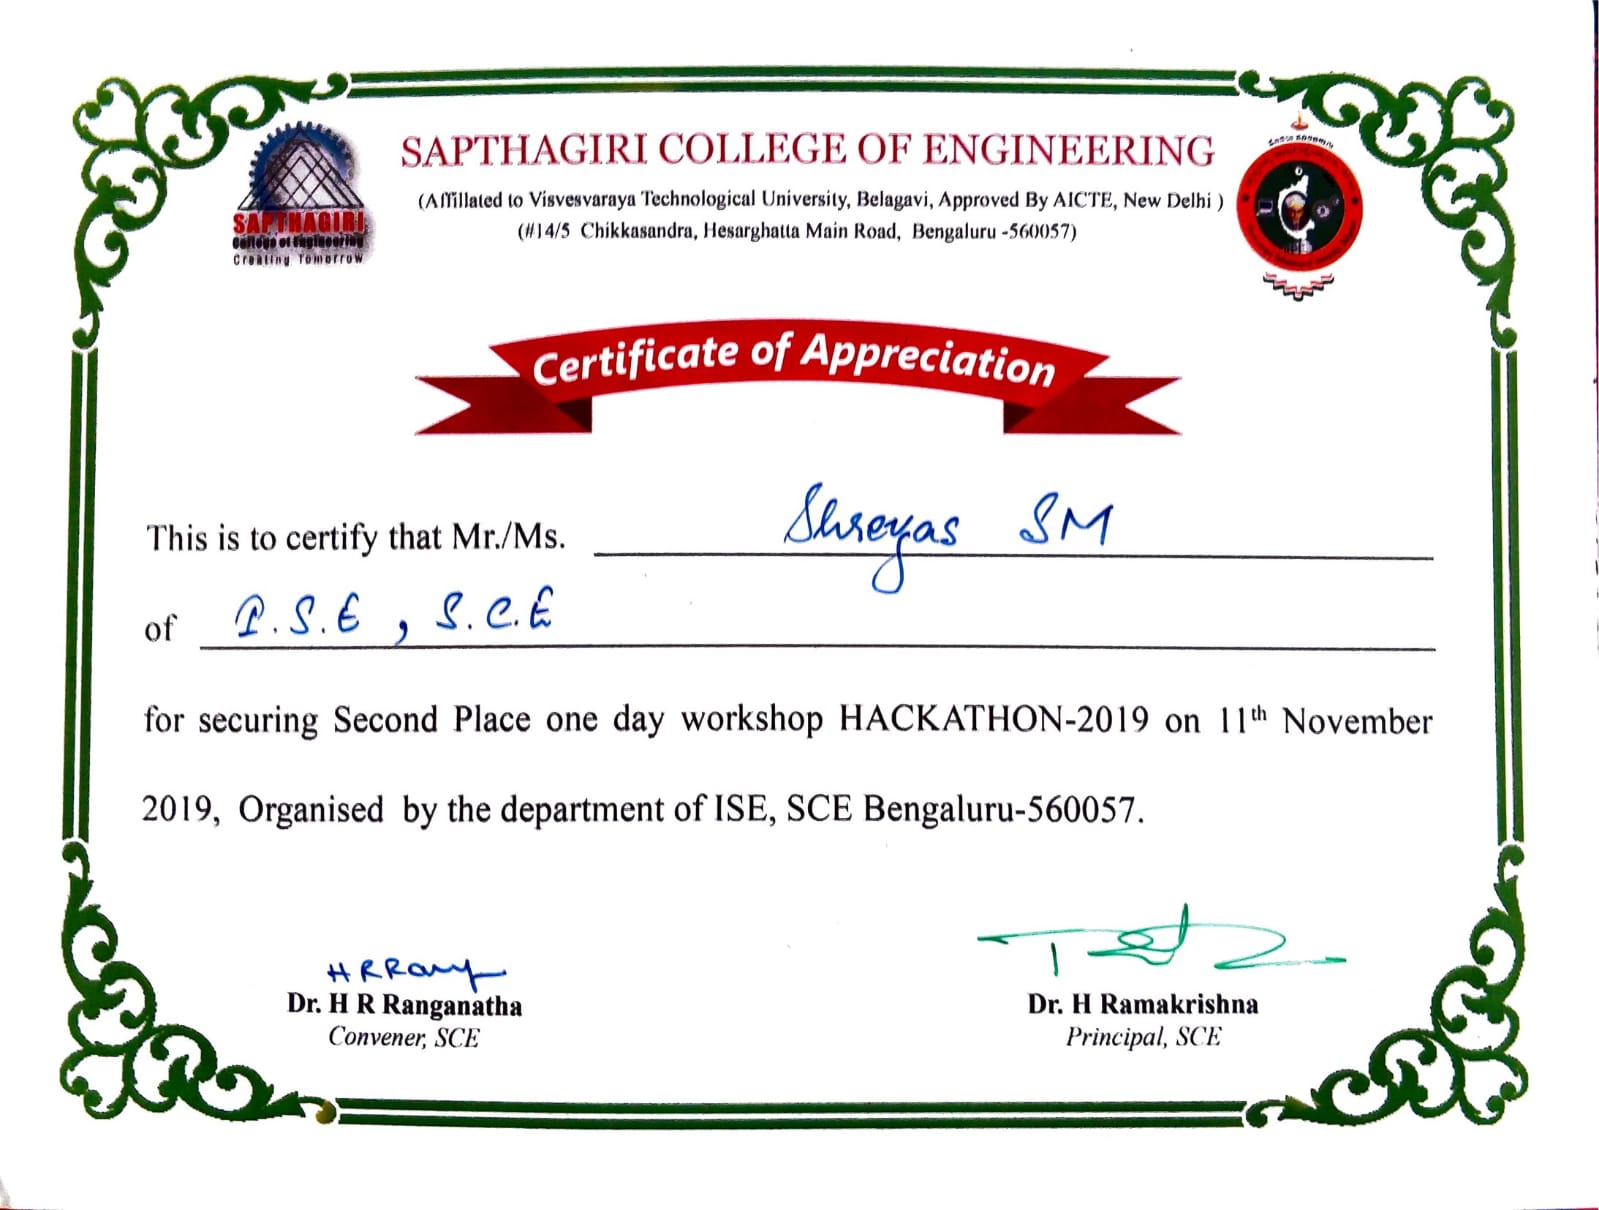 SAPTHAGIRI COLLEGE OF ENGINEERING
(Affillated to Visvesvaraya Technological University, Belagavi, Approved By AICTE, New Delhi )
(#14/5 Chikkasandra, Hesarghatta Main Road, Bengaluru -560057)
SAPTHAGIRI
College of Engineering
Creating Tomorrow
Certificate of Appreciation
This is to certify that Mr./Ms. Shreyas SM
of I.S.E , S.C.E
for securing Second Place one day workshop HACKATHON-2019 on 11th November
2019, Organised by the department of ISE, SCE Bengaluru-560057.
Dr. H R Ranganatha
Convener, SCE
Dr. H Ramakrishna
Principal, SCE